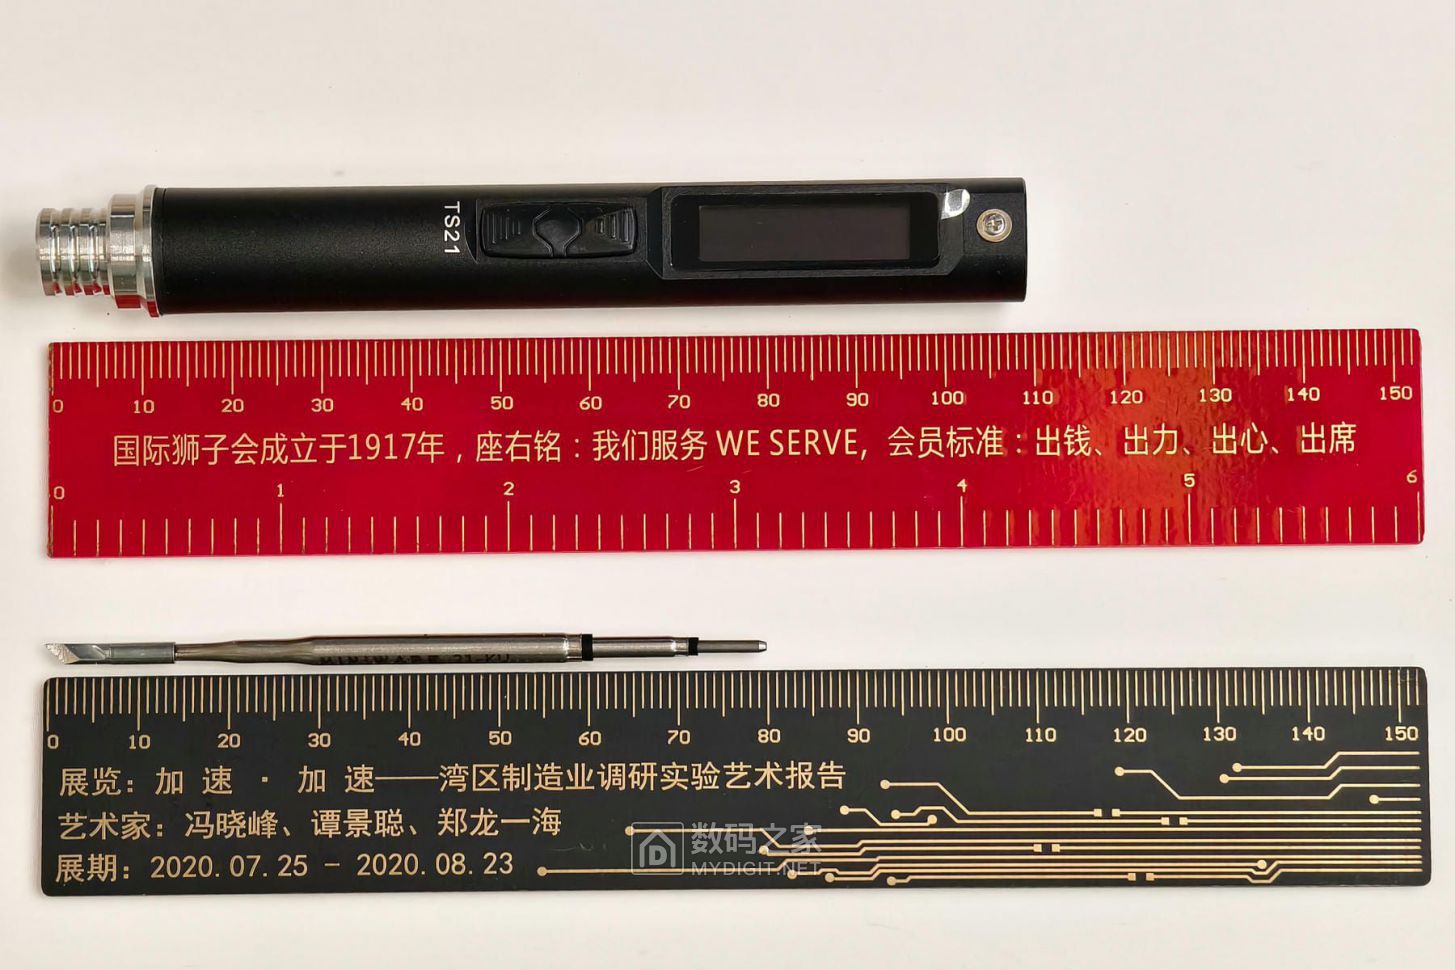 TS21
0 10 20 30 40 50 60 70 80 90 100 110 120 130 140 150
国际狮子会成立于1917年，座右铭：我们服务 WE SERVE，会员标准：出钱、出力、出心、出席
0 1 2 3 4 5 6
MINIWARE 21-KU
0 10 20 30 40 50 60 70 80 90 100 110 120 130 140 150
展览：加 速 · 加 速——湾区制造业调研实验艺术报告
艺术家：冯晓峰、谭景聪、郑龙一海
展期：2020.07.25 － 2020.08.23
数码之家
MYDIGIT.NET